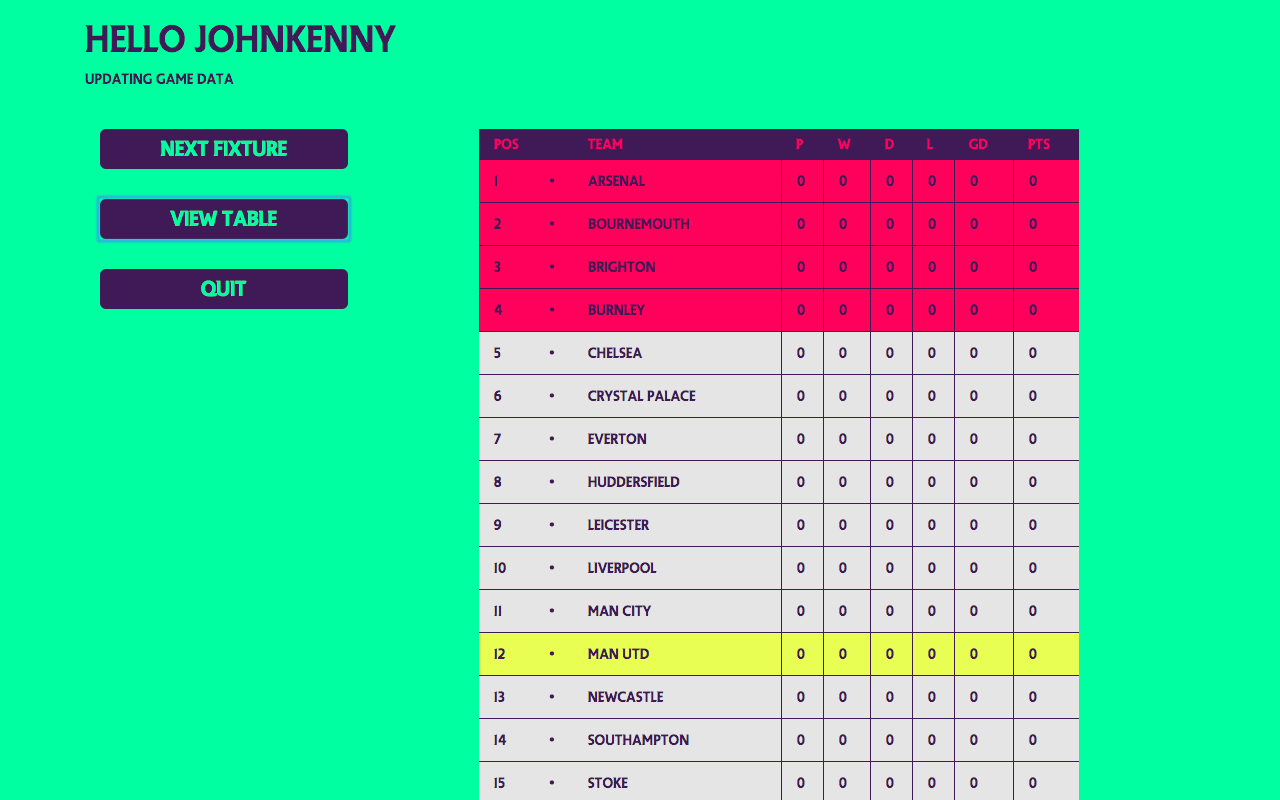 HELLO JOHNKENNY
UPDATING GAME DATA
NEXT FIXTURE
VIEW TABLE
QUIT
POS TEAM P W D L GD PTS
1 • ARSENAL 0 0 0 0 0 0
2 • BOURNEMOUTH 0 0 0 0 0 0
3 • BRIGHTON 0 0 0 0 0 0
4 • BURNLEY 0 0 0 0 0 0
5 • CHELSEA 0 0 0 0 0 0
6 • CRYSTAL PALACE 0 0 0 0 0 0
7 • EVERTON 0 0 0 0 0 0
8 • HUDDERSFIELD 0 0 0 0 0 0
9 • LEICESTER 0 0 0 0 0 0
10 • LIVERPOOL 0 0 0 0 0 0
11 • MAN CITY 0 0 0 0 0 0
12 • MAN UTD 0 0 0 0 0 0
13 • NEWCASTLE 0 0 0 0 0 0
14 • SOUTHAMPTON 0 0 0 0 0 0
15 • STOKE 0 0 0 0 0 0